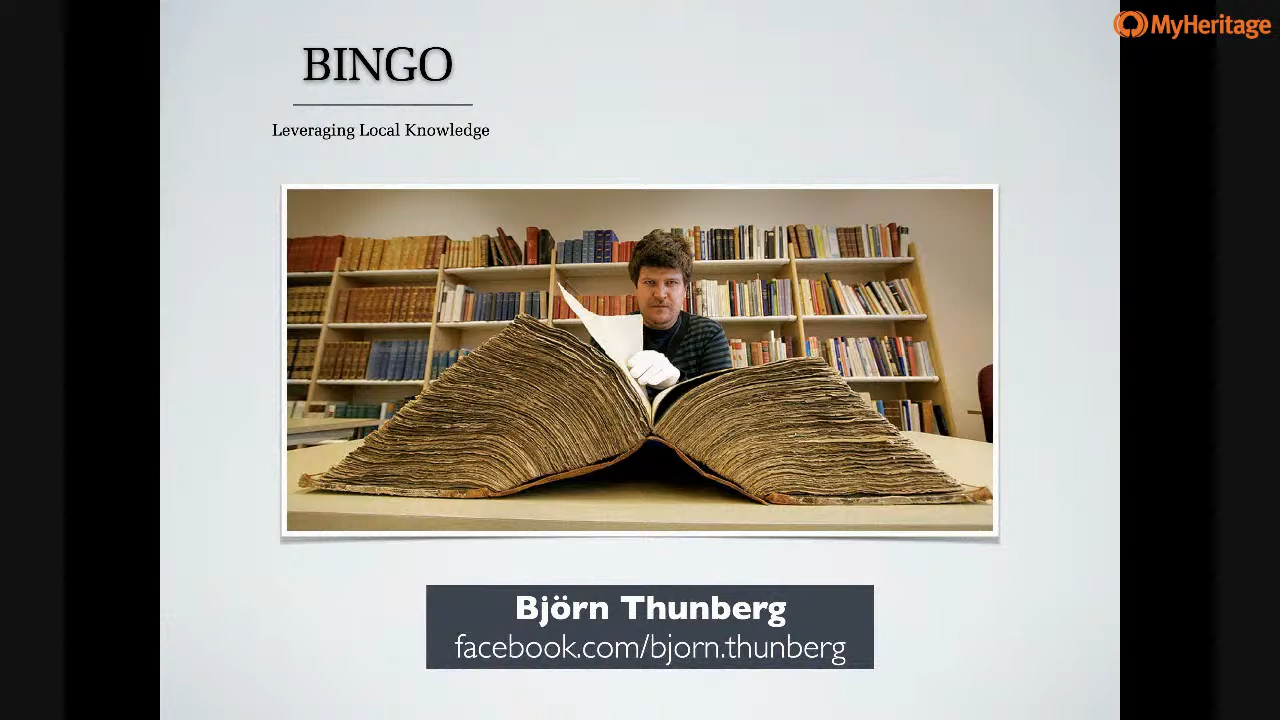 MyHeritage
BINGO
Leveraging Local Knowledge
Björn Thunberg
facebook.com/bjorn.thunberg